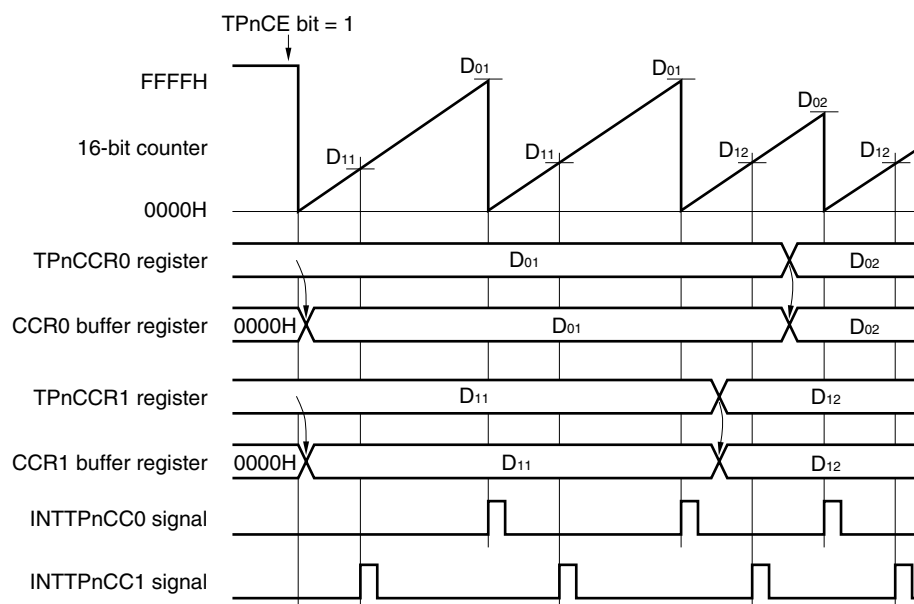 TPnCE bit = 1
FFFFH
D01
D01
D02
16-bit counter
D11
D11
D12
D12
0000H
TPnCCR0 register
D01
D02
CCR0 buffer register
0000H
D01
D02
TPnCCR1 register
D11
D12
CCR1 buffer register
0000H
D11
D12
INTTPnCC0 signal
INTTPnCC1 signal